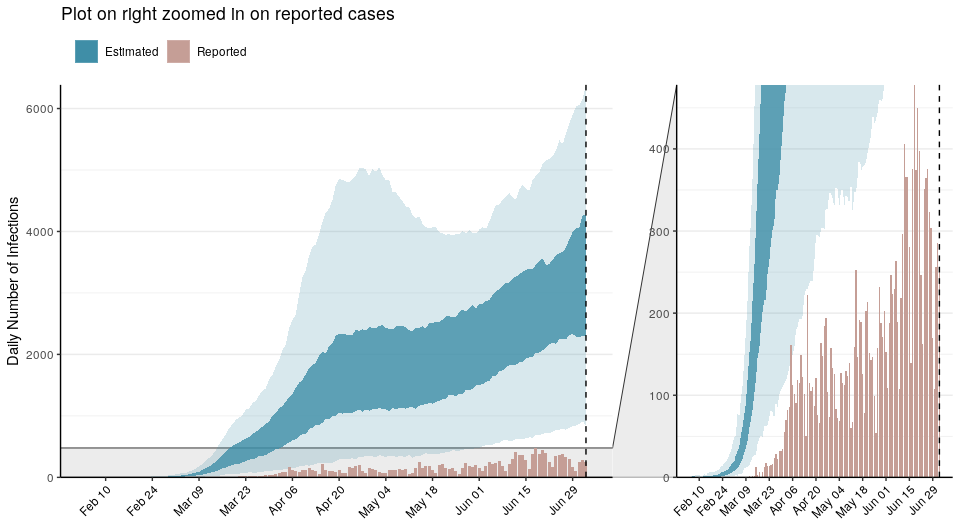 Plot on right zoomed in on reported cases
Estimated
Reported
Daily Number of Infections
6000
4000
2000
0
Feb 10
Feb 24
Mar 09
Mar 23
Apr 06
Apr 20
May 04
May 18
Jun 01
Jun 15
Jun 29
400
300
200
100
0
Feb 10
Feb 24
Mar 09
Mar 23
Apr 06
Apr 20
May 04
May 18
Jun 01
Jun 15
Jun 29